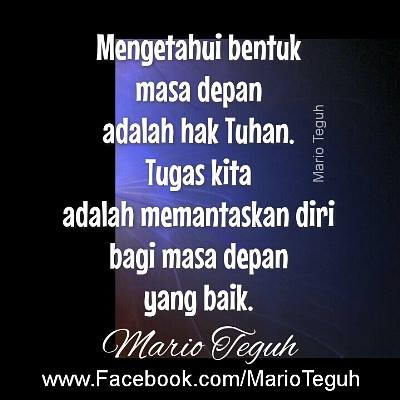 Mengetahui bentuk
masa depan
adalah hak Tuhan.
Tugas kita
adalah memantaskan diri
bagi masa depan
yang baik.
Mario Teguh
Mario Teguh
www.Facebook.com/MarioTeguh